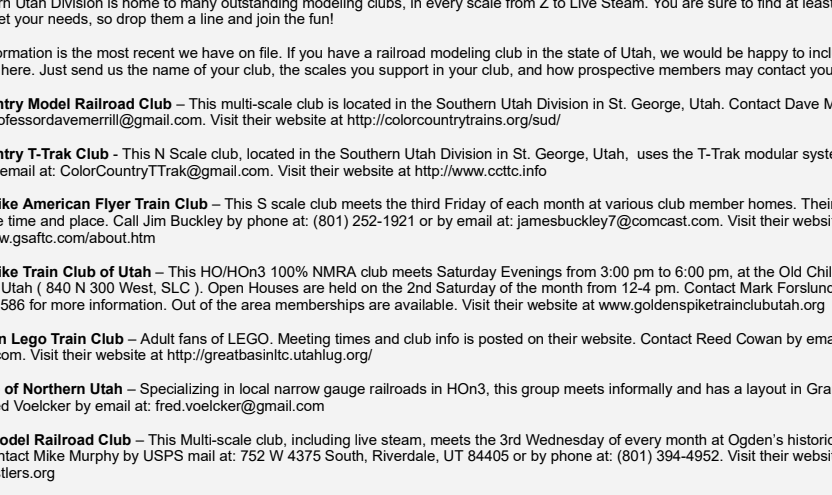 rn Utah Division is home to many outstanding modeling clubs, in every scale from Z to Live Steam. You are sure to find at least
et your needs, so drop them a line and join the fun!
ormation is the most recent we have on file. If you have a railroad modeling club in the state of Utah, we would be happy to incl
here. Just send us the name of your club, the scales you support in your club, and how prospective members may contact you
ntry Model Railroad Club – This multi-scale club is located in the Southern Utah Division in St. George, Utah. Contact Dave M
ofessordavemerrill@gmail.com. Visit their website at http://colorcountrytrains.org/sud/
ntry T-Trak Club - This N Scale club, located in the Southern Utah Division in St. George, Utah, uses the T-Trak modular syste
email at: ColorCountryTTrak@gmail.com. Visit their website at http://www.ccttc.info
ike American Flyer Train Club – This S scale club meets the third Friday of each month at various club member homes. Their
e time and place. Call Jim Buckley by phone at: (801) 252-1921 or by email at: jamesbuckley7@comcast.com. Visit their websi
w.gsaftc.com/about.htm
ike Train Club of Utah – This HO/HOn3 100% NMRA club meets Saturday Evenings from 3:00 pm to 6:00 pm, at the Old Chil
Utah ( 840 N 300 West, SLC ). Open Houses are held on the 2nd Saturday of the month from 12-4 pm. Contact Mark Forslund
586 for more information. Out of the area memberships are available. Visit their website at www.goldenspiketrainclubutah.org
n Lego Train Club – Adult fans of LEGO. Meeting times and club info is posted on their website. Contact Reed Cowan by ema
com. Visit their website at http://greatbasinltc.utahlug.org/
of Northern Utah – Specializing in local narrow gauge railroads in HOn3, this group meets informally and has a layout in Gra
ed Voelcker by email at: fred.voelcker@gmail.com
odel Railroad Club – This Multi-scale club, including live steam, meets the 3rd Wednesday of every month at Ogden's historic
ntact Mike Murphy by USPS mail at: 752 W 4375 South, Riverdale, UT 84405 or by phone at: (801) 394-4952. Visit their websi
stlers.org